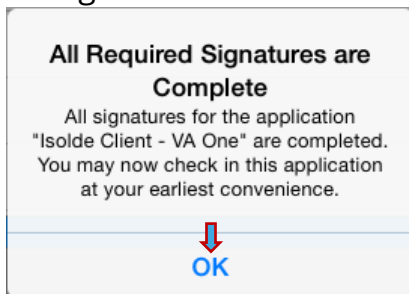 All Required Signatures are
Complete
All signatures for the application
"Isolde Client - VA One" are completed.
You may now check in this application
at your earliest convenience.
OK